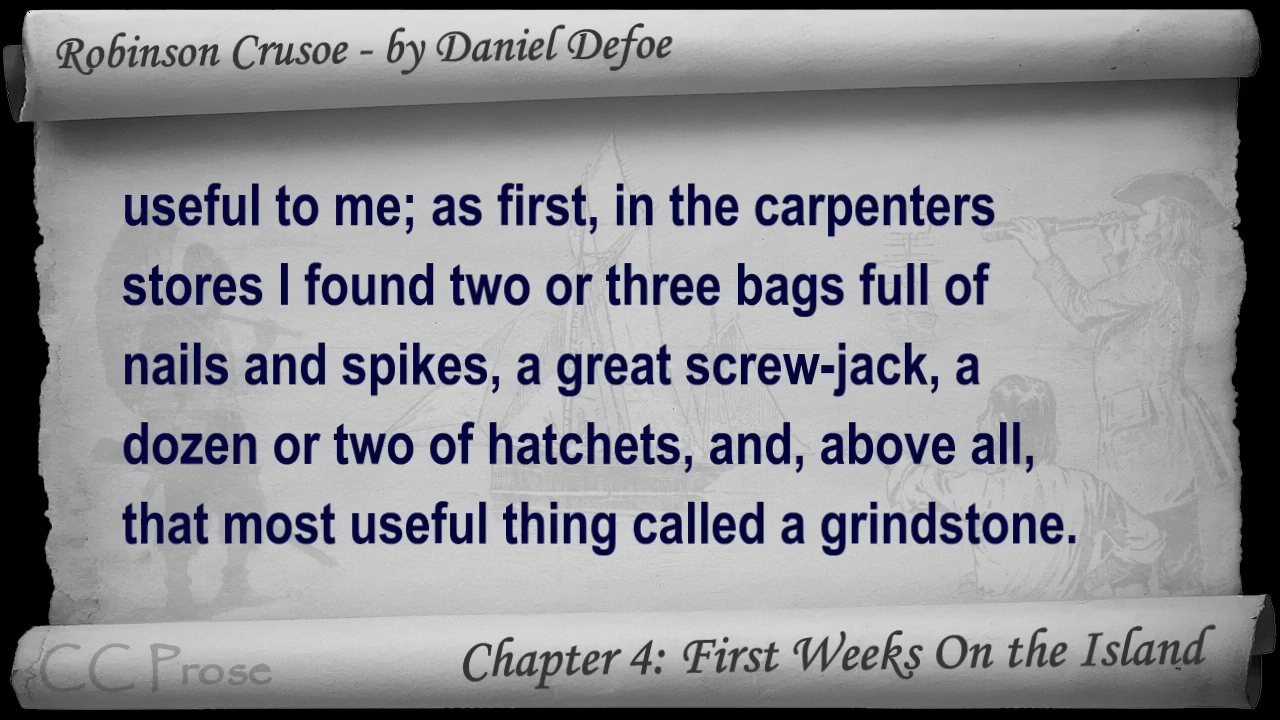 Robinson Crusoe - by Daniel Defoe
useful to me; as first, in the carpenters
stores I found two or three bags full of
nails and spikes, a great screw-jack, a
dozen or two of hatchets, and, above all,
that most useful thing called a grindstone.
CC Prose
Chapter 4: First Weeks On the Island